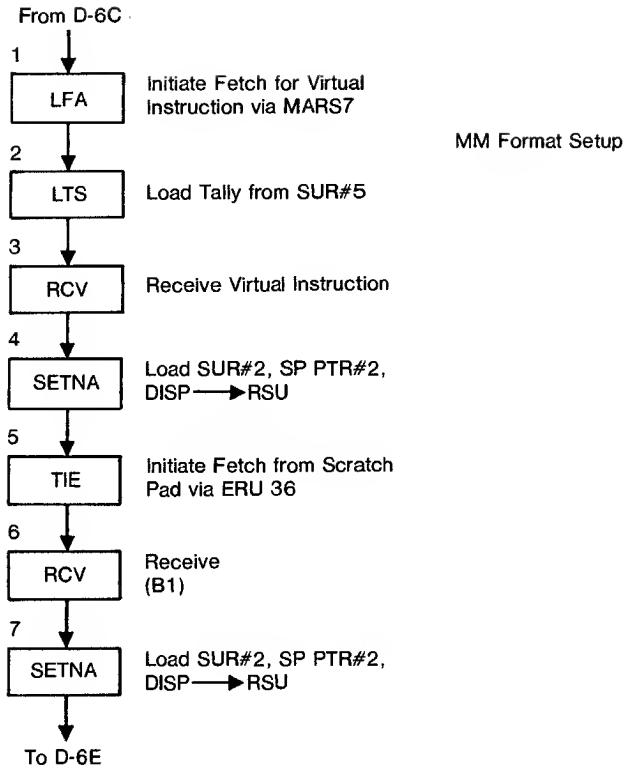 From D-6C
1
LFA
Initiate Fetch for Virtual
Instruction via MARS7
MM Format Setup
2
LTS
Load Tally from SUR#5
3
RCV
Receive Virtual Instruction
4
SETNA
Load SUR#2, SP PTR#2,
DISP→RSU
5
TIE
Initiate Fetch from Scratch
Pad via ERU 36
6
RCV
Receive
(B1)
7
SETNA
Load SUR#2, SP PTR#2,
DISP→RSU
To D-6E